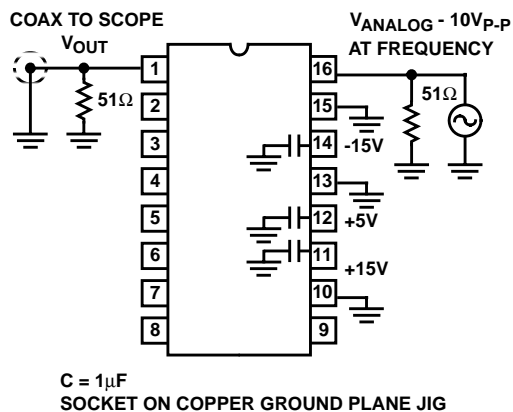 COAX TO SCOPE
VOUT
51Ω
VANALOG - 10VP-P
AT FREQUENCY
51Ω
1
2
3
4
5
6
7
8
16
15
14
13
12
11
10
9
-15V
+5V
+15V
C = 1μF
SOCKET ON COPPER GROUND PLANE JIG